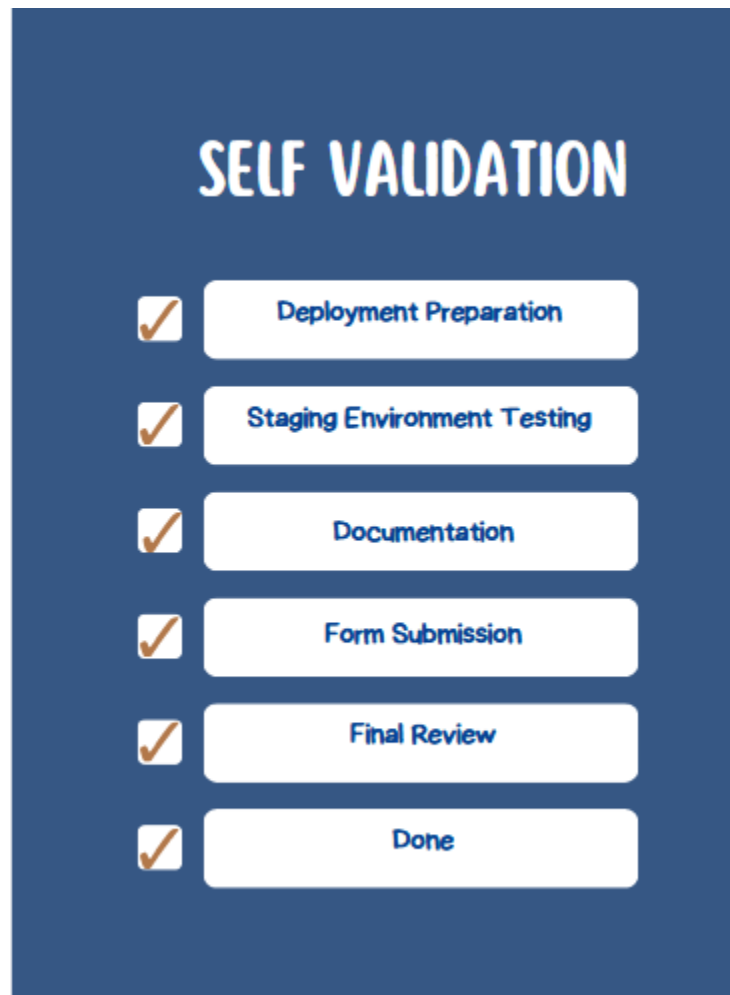 SELF VALIDATION
Deployment Preparation
Staging Environment Testing
Documentation
Form Submission
Final Review
Done